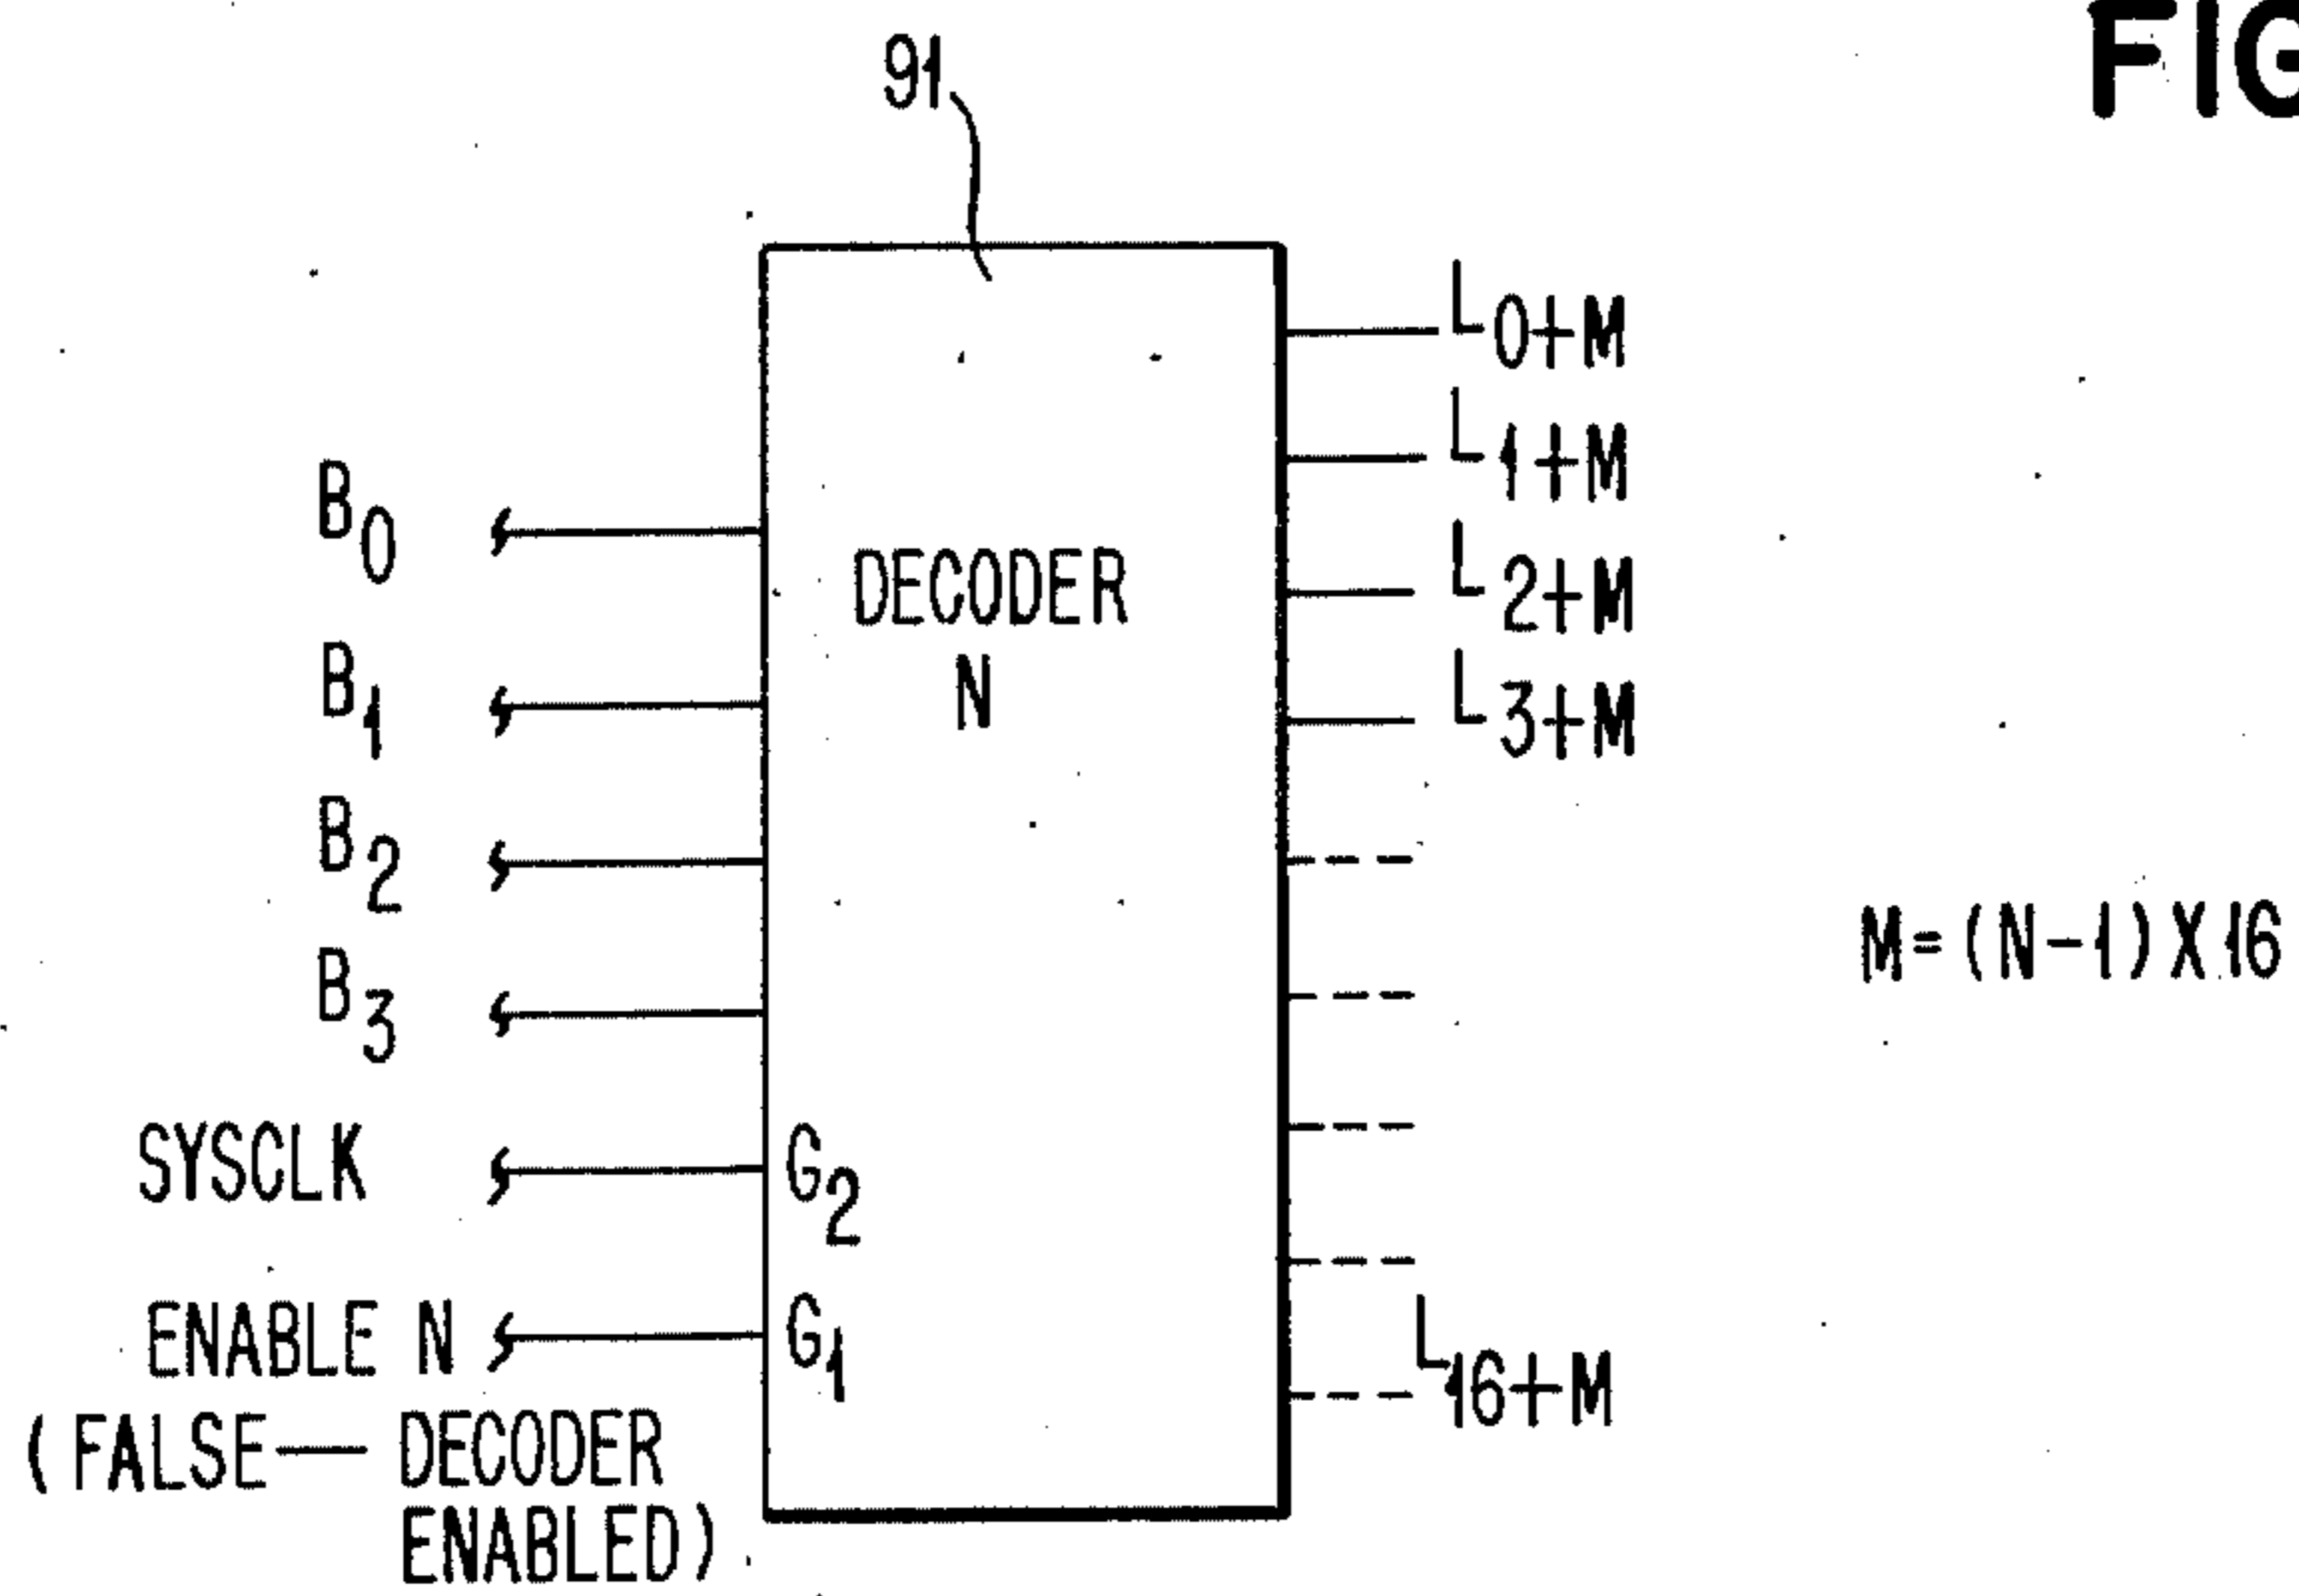 FIG
91
L0+M
L1+M
B0
L2+M
DECODER
N
B1
L3+M
B2
M=(N-1)X16
B3
SYSCLK
G2
ENABLE N
G1
L16+M
(FALSE— DECODER
ENABLED)